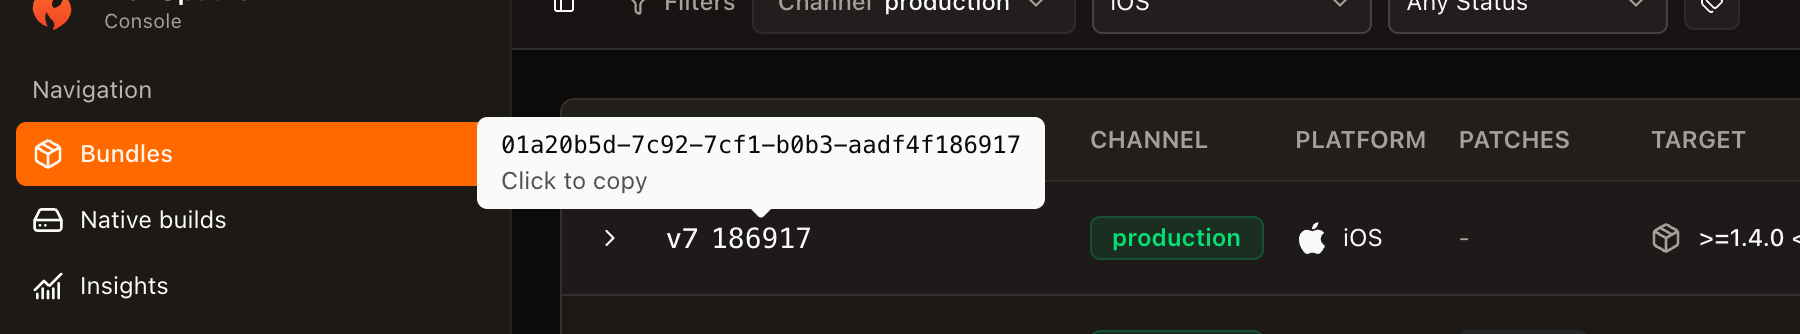 Console
Filters
Channel production
iOS
Any Status
Navigation
Bundles
Native builds
Insights
01a20b5d-7c92-7cf1-b0b3-aadf4f186917
Click to copy
CHANNEL PLATFORM PATCHES TARGET
v7 186917 production iOS - >=1.4.0 <